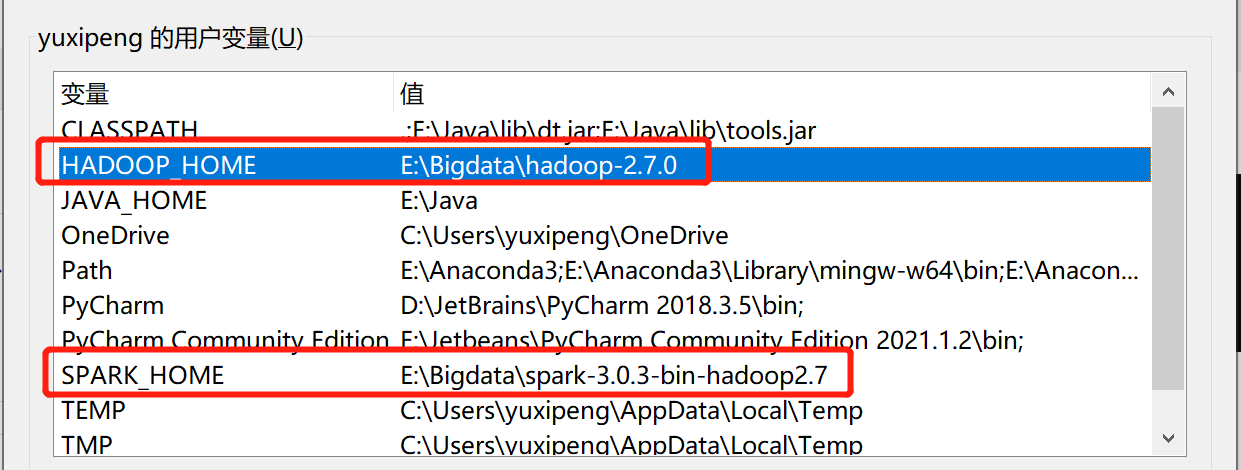 yuxipeng 的用户变量(U)
变量 值
CLASSPATH .;E:\Java\lib\dt.jar;E:\Java\lib\tools.jar
HADOOP_HOME E:\Bigdata\hadoop-2.7.0
JAVA_HOME E:\Java
OneDrive C:\Users\yuxipeng\OneDrive
Path E:\Anaconda3;E:\Anaconda3\Library\mingw-w64\bin;E:\Anacon...
PyCharm D:\JetBrains\PyCharm 2018.3.5\bin;
PyCharm Community Edition E:\Jetbeans\PyCharm Community Edition 2021.1.2\bin;
SPARK_HOME E:\Bigdata\spark-3.0.3-bin-hadoop2.7
TEMP C:\Users\yuxipeng\AppData\Local\Temp
TMP C:\Users\yuxipeng\AppData\Local\Temp